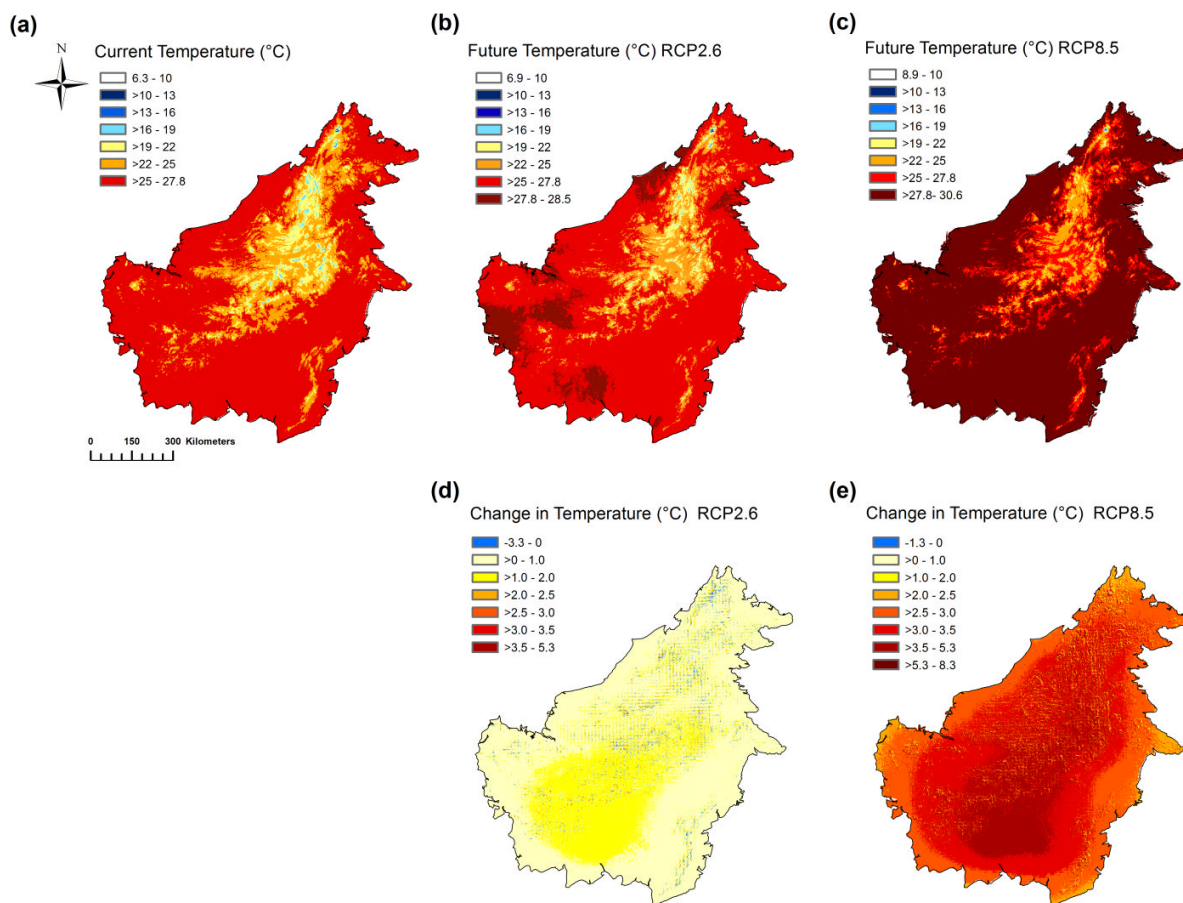 (a)
N
Current Temperature (°C)
6.3 - 10
>10 - 13
>13 - 16
>16 - 19
>19 - 22
>22 - 25
>25 - 27.8
0 150 300 Kilometers
(b)
Future Temperature (°C) RCP2.6
6.9 - 10
>10 - 13
>13 - 16
>16 - 19
>19 - 22
>22 - 25
>25 - 27.8
>27.8 - 28.5
(c)
Future Temperature (°C) RCP8.5
8.9 - 10
>10 - 13
>13 - 16
>16 - 19
>19 - 22
>22 - 25
>25 - 27.8
>27.8- 30.6
(d)
Change in Temperature (°C) RCP2.6
-3.3 - 0
>0 - 1.0
>1.0 - 2.0
>2.0 - 2.5
>2.5 - 3.0
>3.0 - 3.5
>3.5 - 5.3
(e)
Change in Temperature (°C) RCP8.5
-1.3 - 0
>0 - 1.0
>1.0 - 2.0
>2.0 - 2.5
>2.5 - 3.0
>3.0 - 3.5
>3.5 - 5.3
>5.3 - 8.3